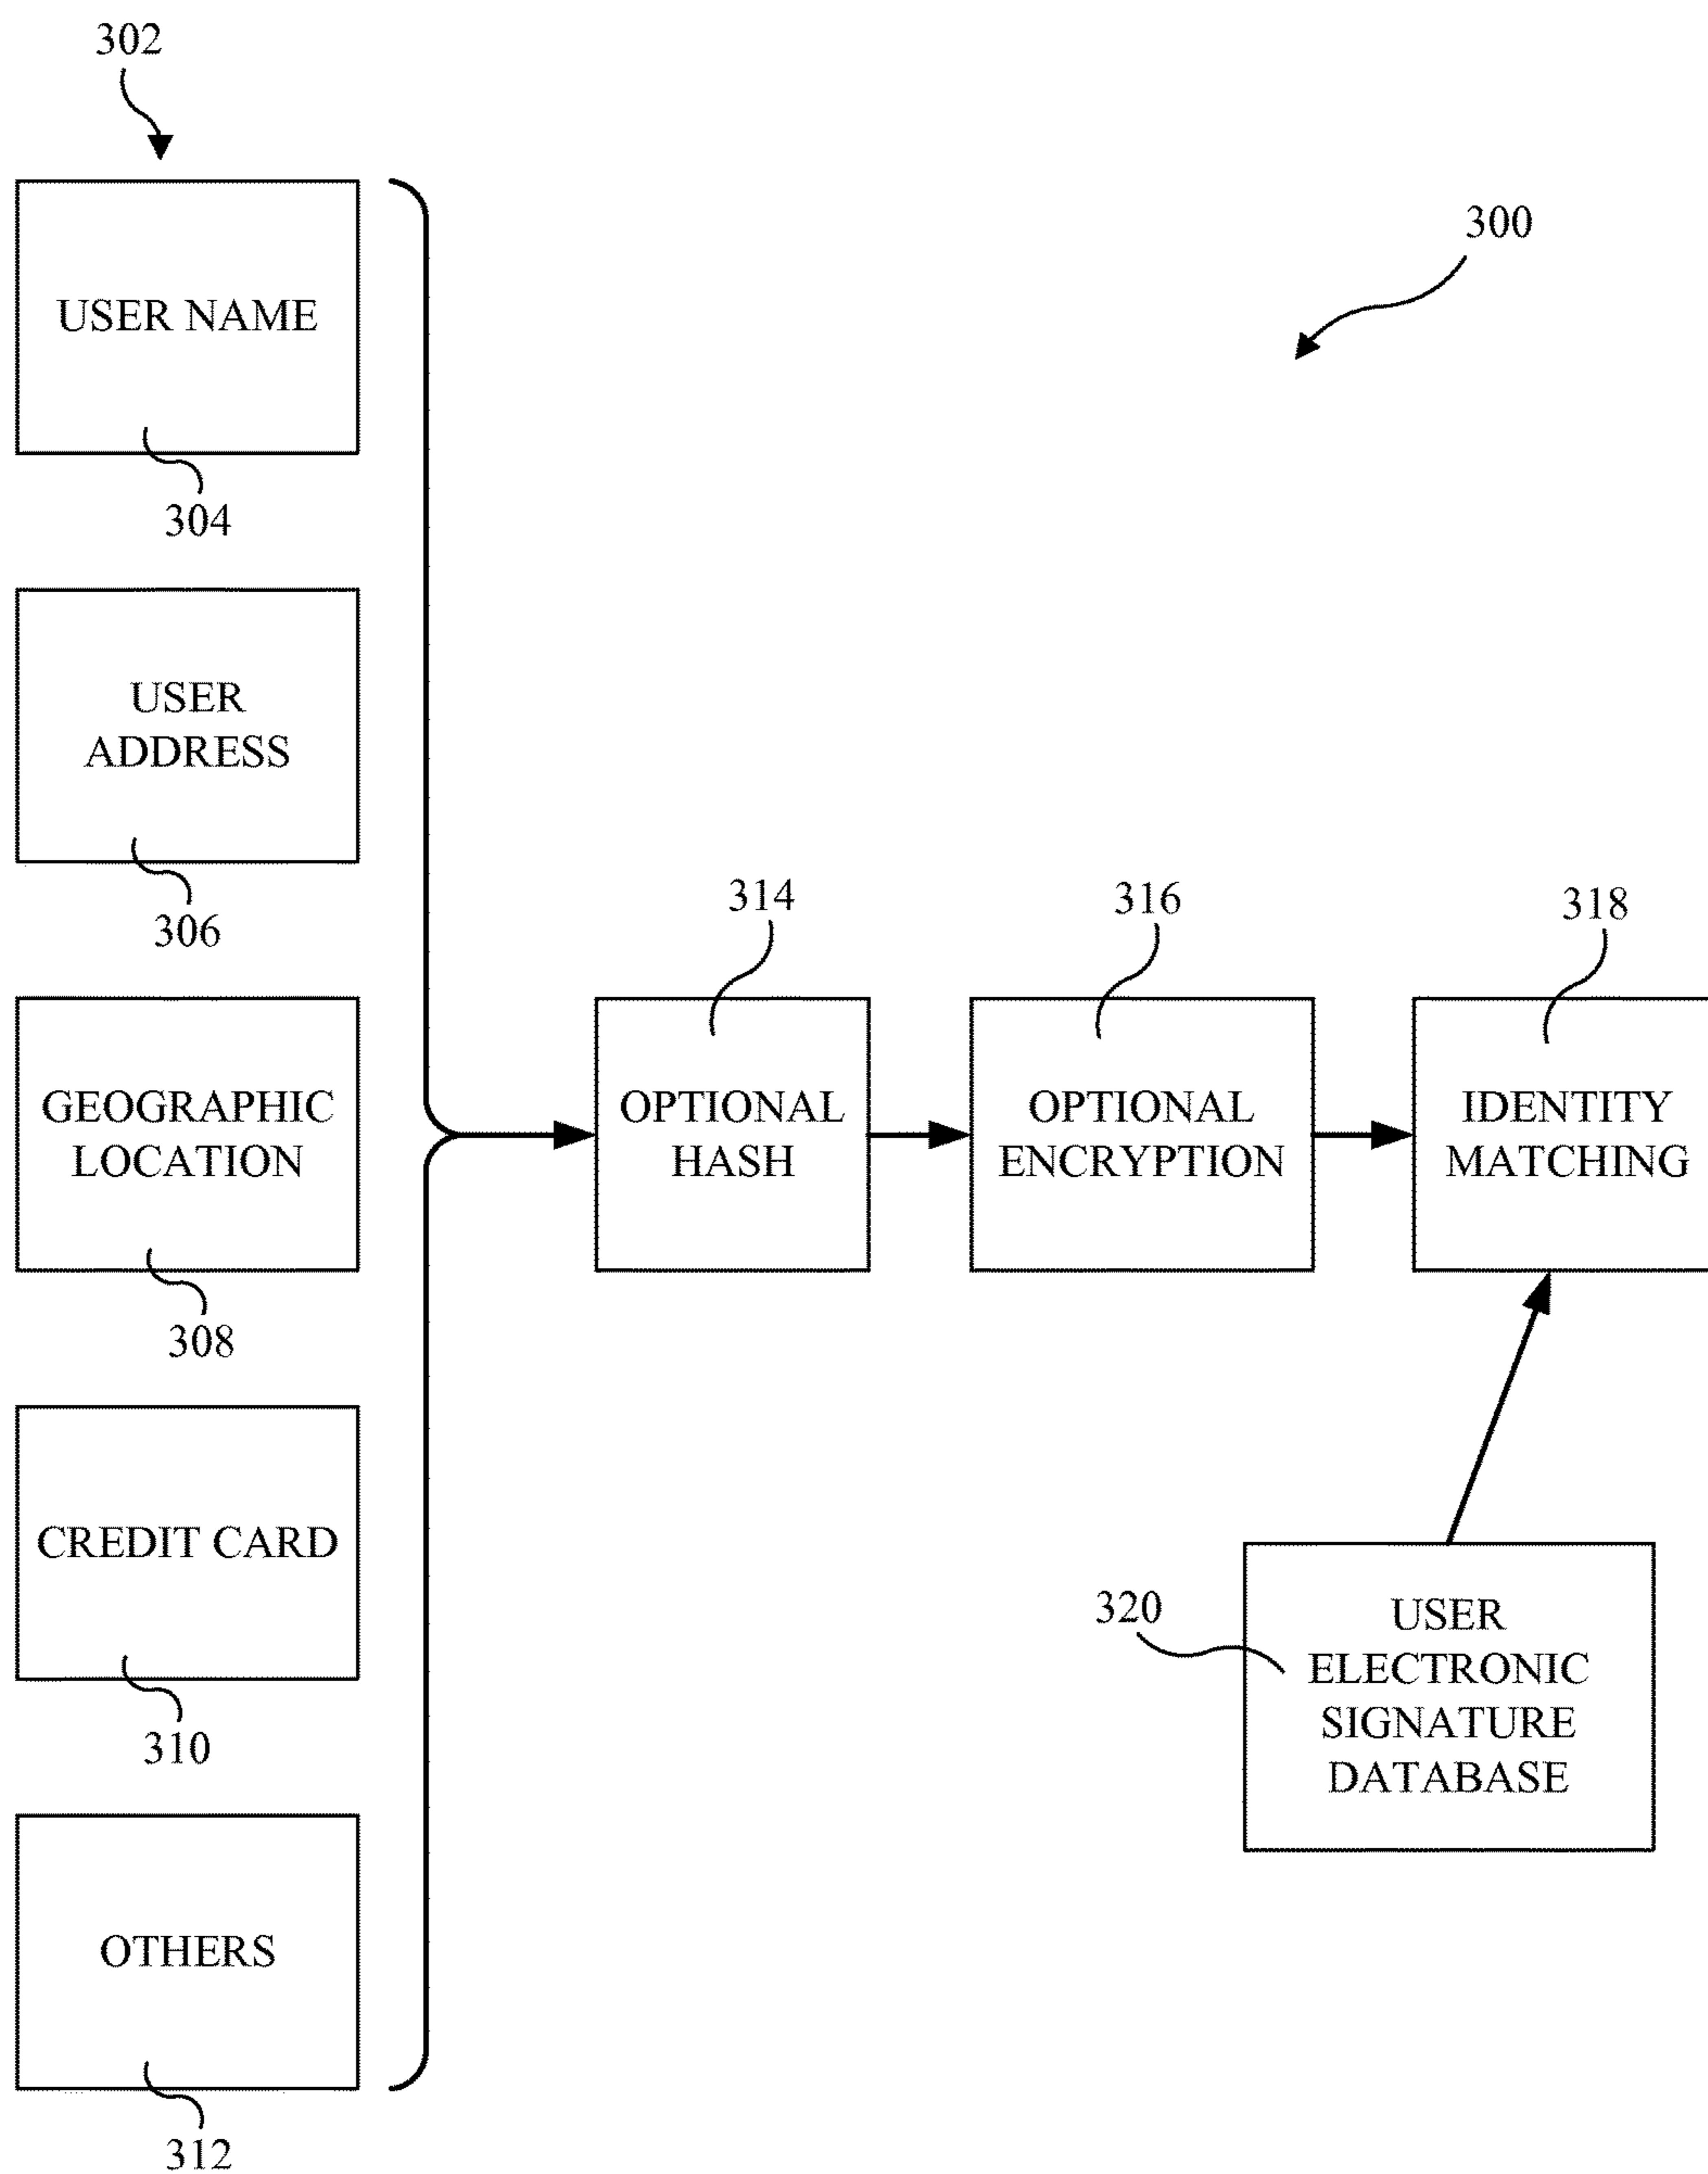 302
300
USER NAME
304
USER
ADDRESS
306
314
316
318
GEOGRAPHIC
LOCATION
308
OPTIONAL
HASH
OPTIONAL
ENCRYPTION
IDENTITY
MATCHING
CREDIT CARD
310
320
USER
ELECTRONIC
SIGNATURE
DATABASE
OTHERS
312